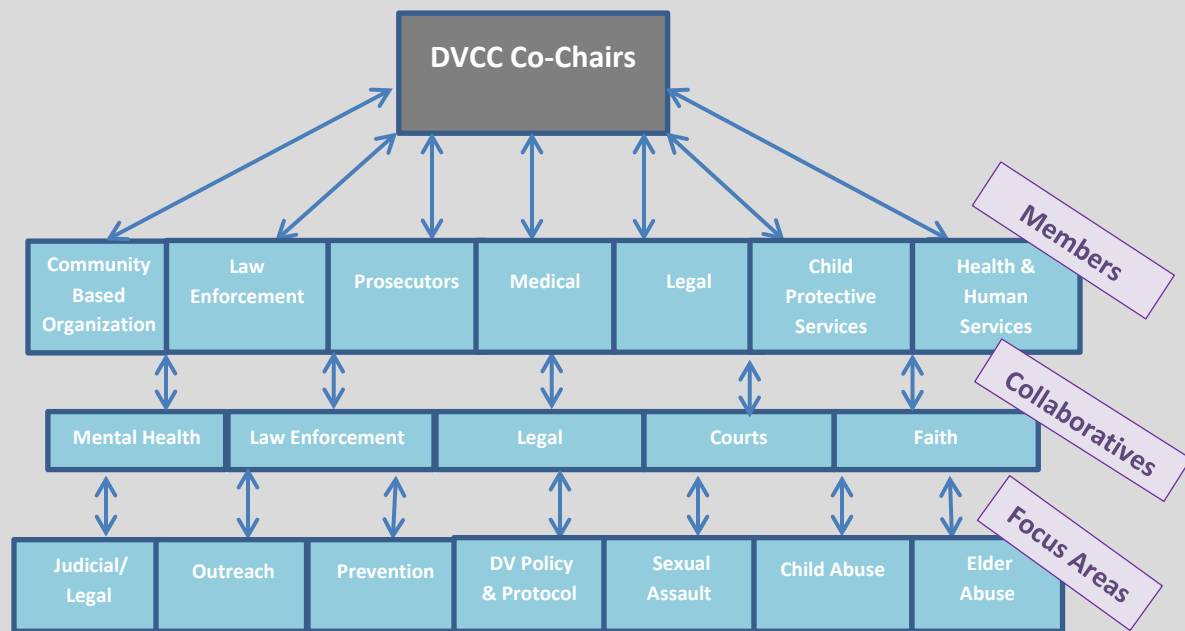 DVCC Co-Chairs
Members
Community
Based
Organization
Law
Enforcement
Prosecutors
Medical
Legal
Child
Protective
Services
Health &
Human
Services
Collaboratives
Mental Health
Law Enforcement
Legal
Courts
Faith
Focus Areas
Judicial/
Legal
Outreach
Prevention
DV Policy
& Protocol
Sexual
Assault
Child Abuse
Elder
Abuse